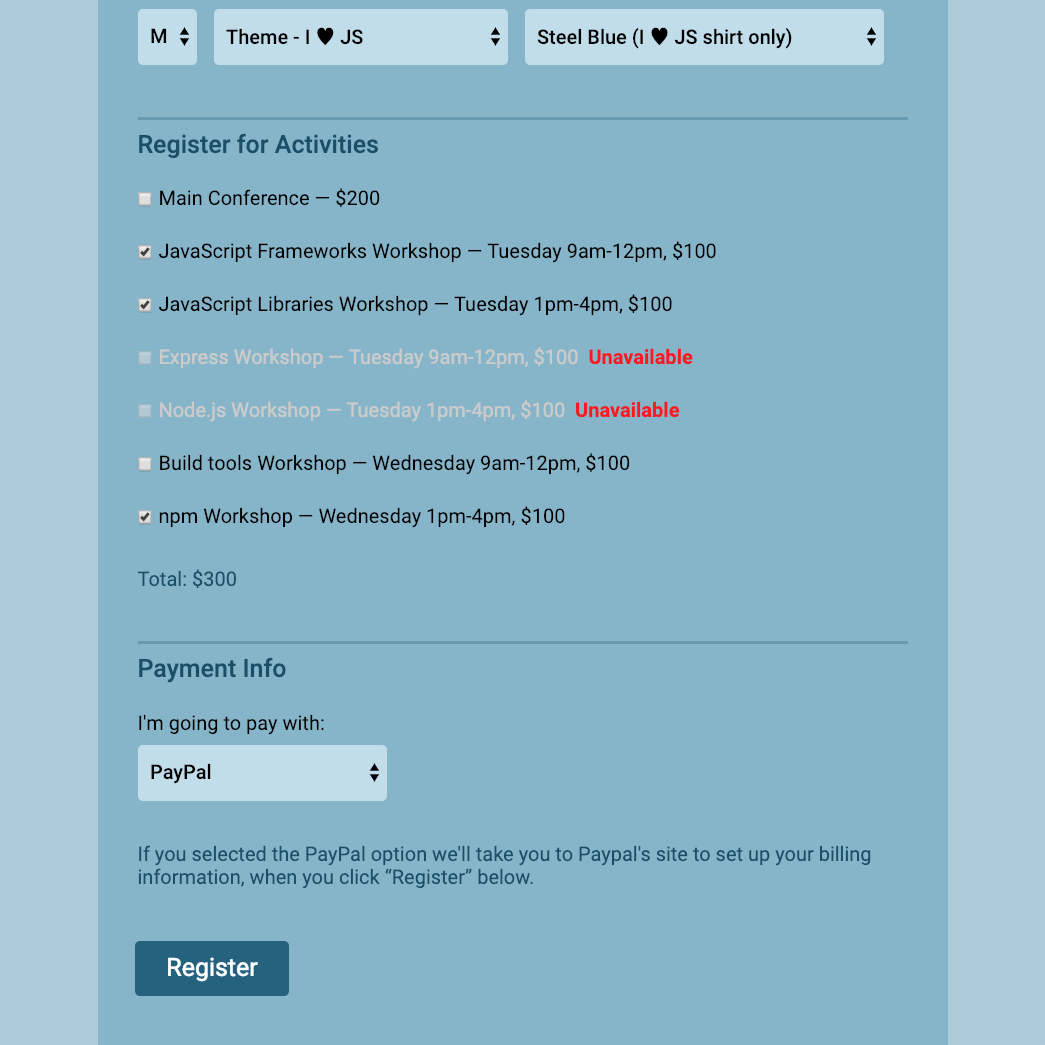 M Theme - I ♥ JS Steel Blue (I ♥ JS shirt only)
Register for Activities
Main Conference — $200
JavaScript Frameworks Workshop — Tuesday 9am-12pm, $100
JavaScript Libraries Workshop — Tuesday 1pm-4pm, $100
Express Workshop — Tuesday 9am-12pm, $100 Unavailable
Node.js Workshop — Tuesday 1pm-4pm, $100 Unavailable
Build tools Workshop — Wednesday 9am-12pm, $100
npm Workshop — Wednesday 1pm-4pm, $100
Total: $300
Payment Info
I'm going to pay with:
PayPal
If you selected the PayPal option we'll take you to Paypal's site to set up your billing
information, when you click “Register” below.
Register